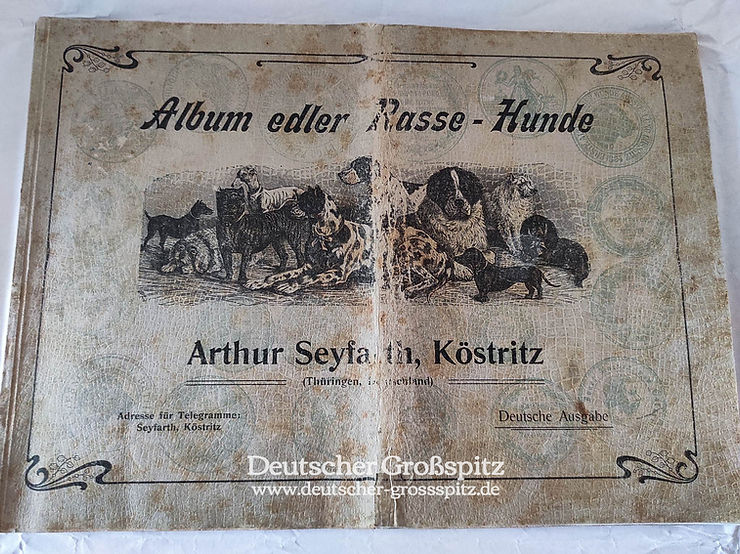 Album edler Rasse-Hunde
Arthur Seyfarth, Köstritz
(Thüringen, Deutschland)
Adresse für Telegramme:
Seyfarth, Köstritz
Deutsche Ausgabe
Deutscher Großspitz
www.deutscher-grossspitz.de